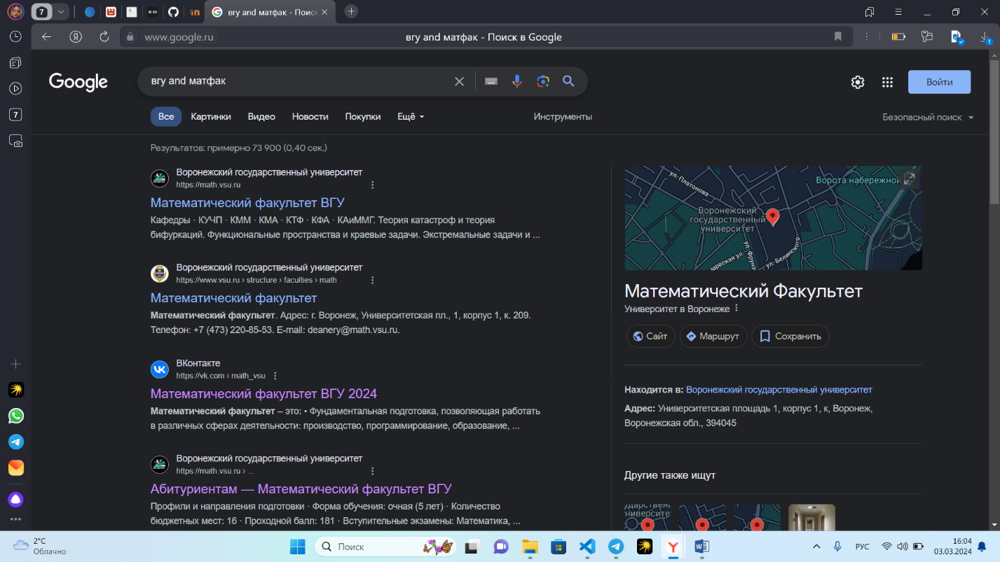 7
вгу and матфак - Поиск
www.google.ru
вгу and матфак - Поиск в Google
1
7
Google
вгу and матфак
Войти
Все
Картинки
Видео
Новости
Покупки
Ещё
Инструменты
Безопасный поиск
Результатов: примерно 73 900 (0,40 сек.)
Воронежский государственный университет
https://math.vsu.ru
Математический факультет ВГУ
Кафедры · КУЧП · КММ · КМА · КТФ · КФА · КАиММГ. Теория катастроф и теория
бифуркаций. Функциональные пространства и краевые задачи. Экстремальные задачи и ...
Воронежский государственный университет
https://www.vsu.ru › structure › faculties › math
Математический факультет
Математический факультет. Адрес: г. Воронеж, Университетская пл., 1, корпус 1, к. 209.
Телефон: +7 (473) 220-85-53. E-mail: deanery@math.vsu.ru.
ВКонтакте
https://vk.com › math_vsu
Математический факультет ВГУ 2024
Математический факультет – это: • Фундаментальная подготовка, позволяющая работать
в различных сферах деятельности: производство, программирование, образование, ...
Воронежский государственный университет
https://math.vsu.ru › ...
Абитуриентам — Математический факультет ВГУ
Профили и направления подготовки · Форма обучения: очная (5 лет) · Количество
бюджетных мест: 16 · Проходной балл: 181 · Вступительные экзамены: Математика, ...
ул. Платонова
Ворота набережной
Воронежский
государственный
университет
ул. Фрунз
ул. Белинского
Математический Факультет
Университет в Воронеже
Сайт
Маршрут
Сохранить
Находится в: Воронежский государственный университет
Адрес: Университетская площадь 1, корпус 1, к, Воронеж,
Воронежская обл., 394045
Другие также ищут
2°C
Облачно
Поиск
РУС
16:04
03.03.2024